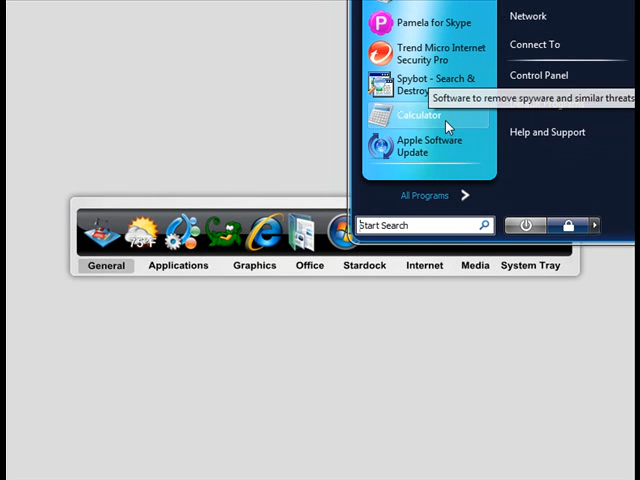 Pamela for Skype
Trend Micro Internet
Security Pro
Spybot - Search &
Destroy
Software to remove spyware and similar threats
Calculator
Apple Software
Update
All Programs
Start Search
Network
Connect To
Control Panel
Help and Support
General
Applications
Graphics
Office
Stardock
Internet
Media
System Tray